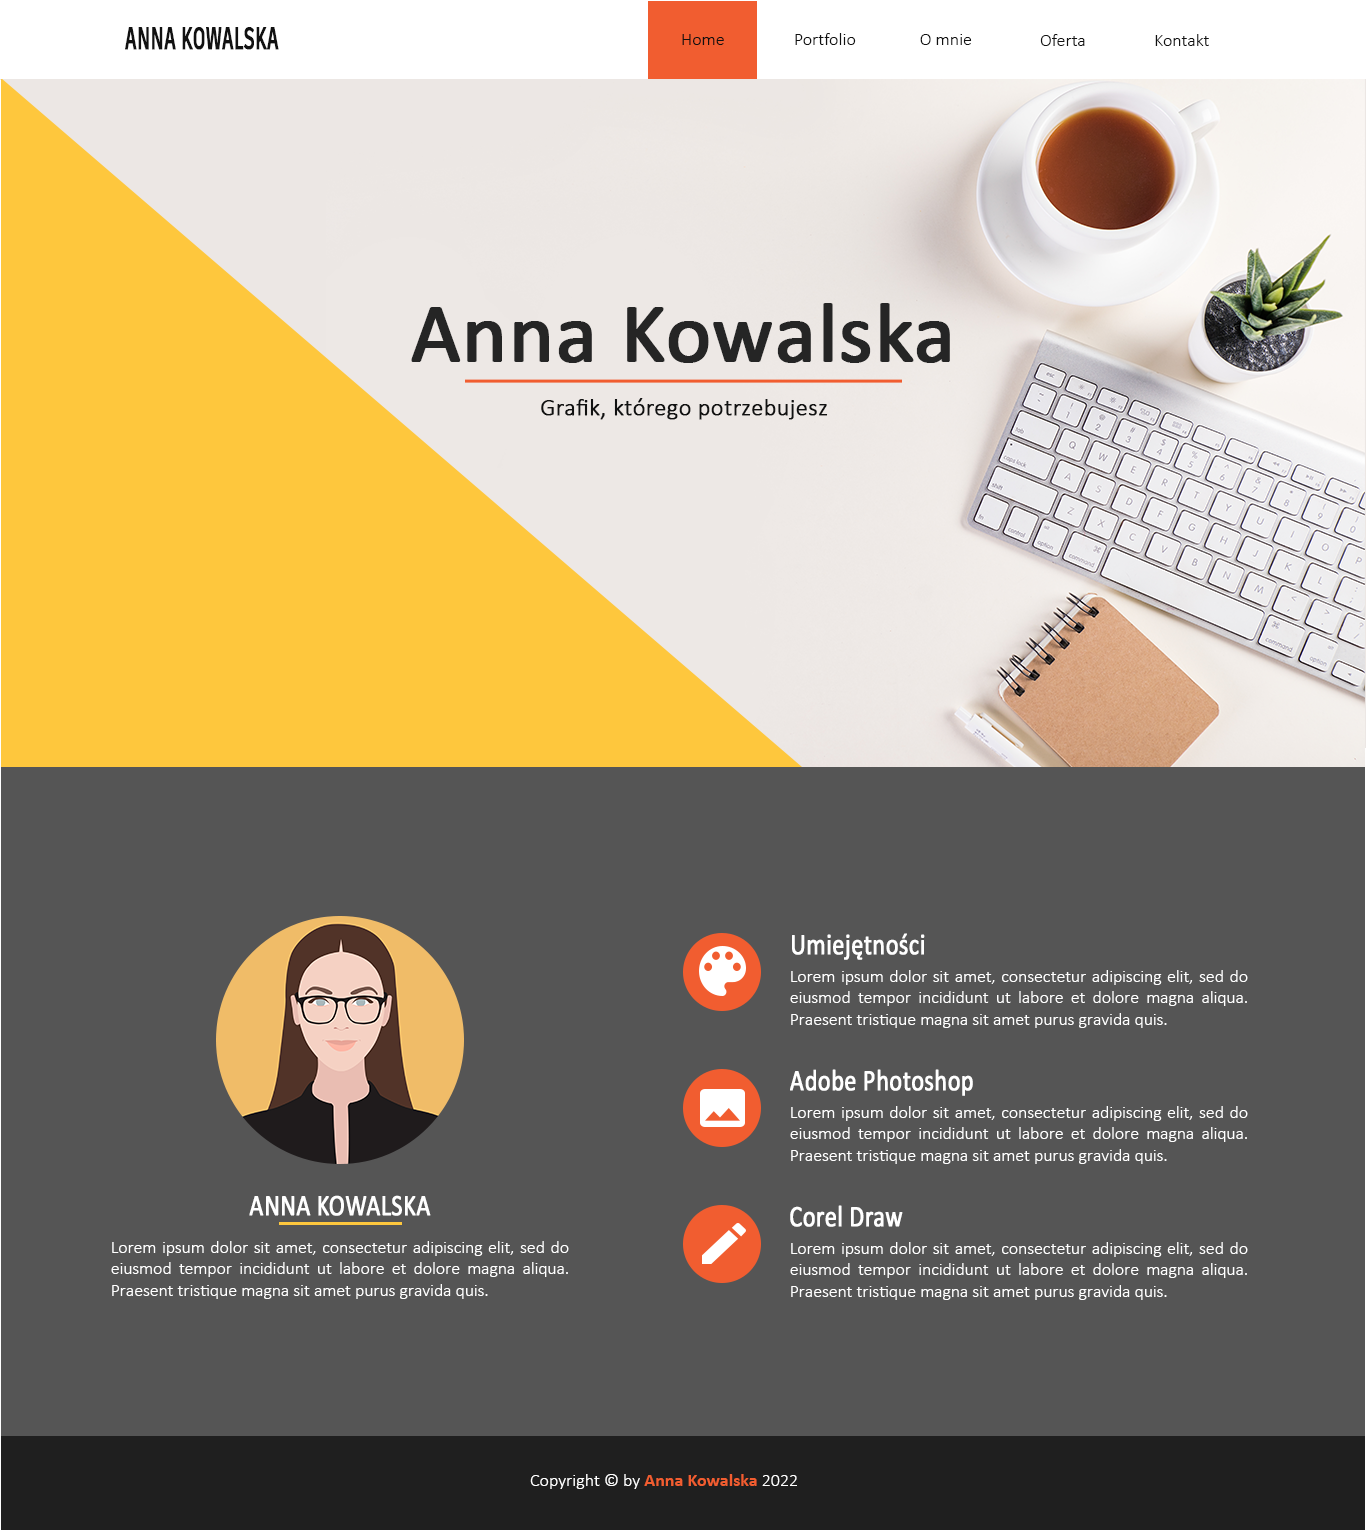 ANNA KOWALSKA
Home Portfolio O mnie Oferta Kontakt
Anna Kowalska
Grafik, którego potrzebujesz
ANNA KOWALSKA
Lorem ipsum dolor sit amet, consectetur adipiscing elit, sed do
eiusmod tempor incididunt ut labore et dolore magna aliqua.
Praesent tristique magna sit amet purus gravida quis.
Umiejętności
Lorem ipsum dolor sit amet, consectetur adipiscing elit, sed do
eiusmod tempor incididunt ut labore et dolore magna aliqua.
Praesent tristique magna sit amet purus gravida quis.
Adobe Photoshop
Lorem ipsum dolor sit amet, consectetur adipiscing elit, sed do
eiusmod tempor incididunt ut labore et dolore magna aliqua.
Praesent tristique magna sit amet purus gravida quis.
Corel Draw
Lorem ipsum dolor sit amet, consectetur adipiscing elit, sed do
eiusmod tempor incididunt ut labore et dolore magna aliqua.
Praesent tristique magna sit amet purus gravida quis.
Copyright © by Anna Kowalska 2022